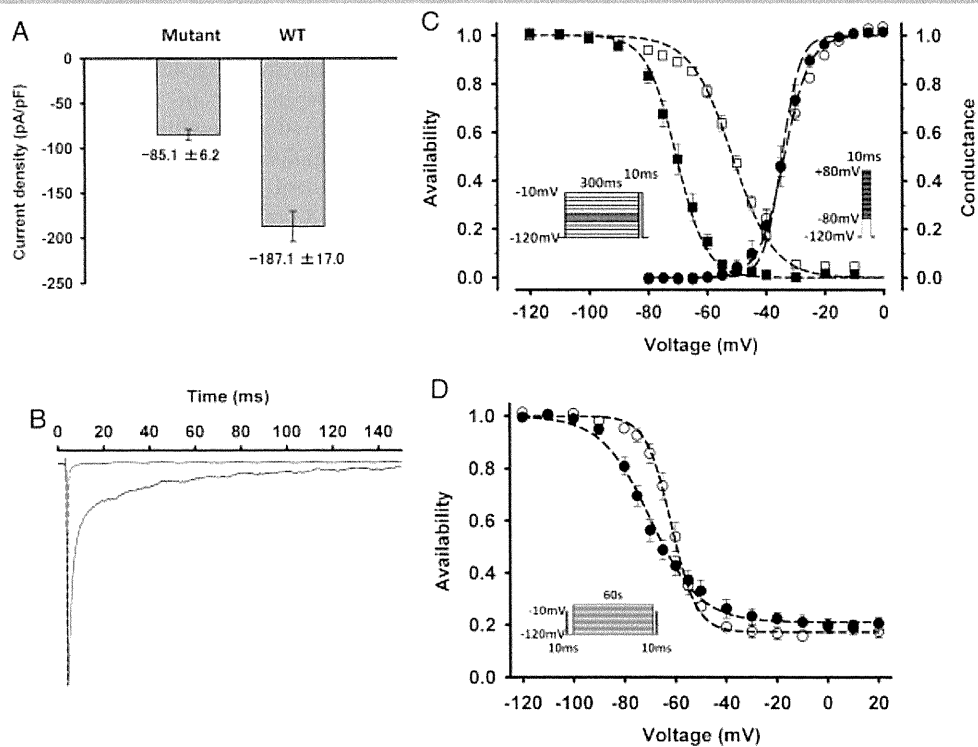 A
Mutant
WT
Current density (pA/pF)
0
-50
-100
-150
-200
-250
−85.1 ±6.2
−187.1 ±17.0
B
Time (ms)
0 20 40 60 80 100 120 140
C
Availability
1.0
0.8
0.6
0.4
0.2
0.0
Conductance
1.0
0.8
0.6
0.4
0.2
0.0
300ms
10ms
-10mV
-120mV
10ms
+80mV
-80mV
-120mV
-120 -100 -80 -60 -40 -20 0
Voltage (mV)
D
Availability
1.0
0.8
0.6
0.4
0.2
0.0
60s
-10mV
-120mV
10ms
10ms
-120 -100 -80 -60 -40 -20 0 20
Voltage (mV)